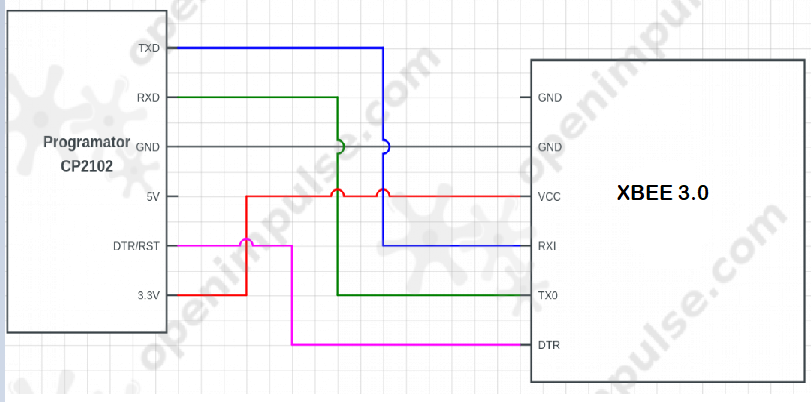 openimpulse.com
openimpulse.com
TXD
RXD
Programator
CP2102
GND
5V
DTR/RST
3.3V
GND
GND
VCC
RXI
TX0
DTR
XBEE 3.0
openimpulse.com